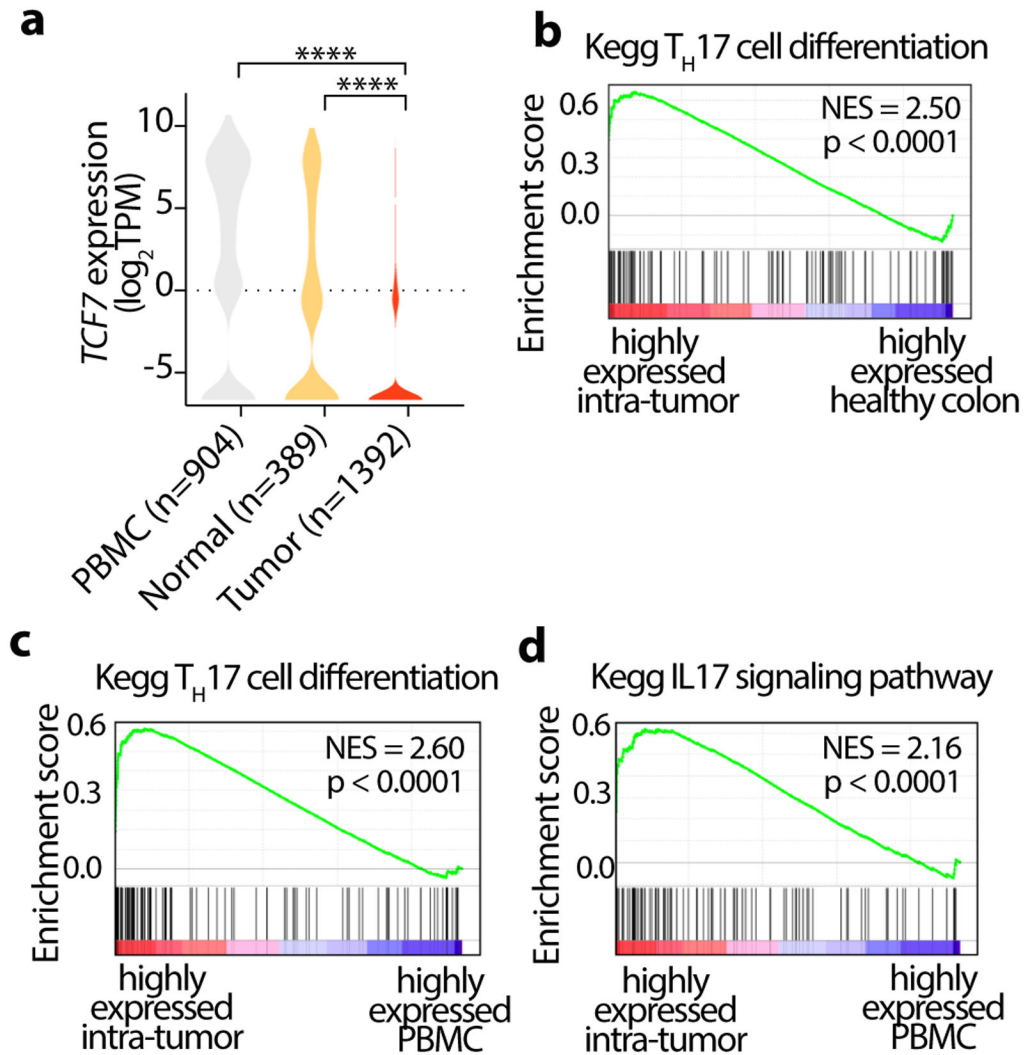 a
****
****
TCF7 expression
(log2TPM)
10
5
0
-5
PBMC (n=904)
Normal (n=389)
Tumor (n=1392)
b
Kegg TH17 cell differentiation
Enrichment score
0.6
0.3
0.0
NES = 2.50
p < 0.0001
highly
expressed
intra-tumor
highly
expressed
healthy colon
c
Kegg TH17 cell differentiation
Enrichment score
0.6
0.3
0.0
NES = 2.60
p < 0.0001
highly
expressed
intra-tumor
highly
expressed
PBMC
d
Kegg IL17 signaling pathway
Enrichment score
0.6
0.3
0.0
NES = 2.16
p < 0.0001
highly
expressed
intra-tumor
highly
expressed
PBMC